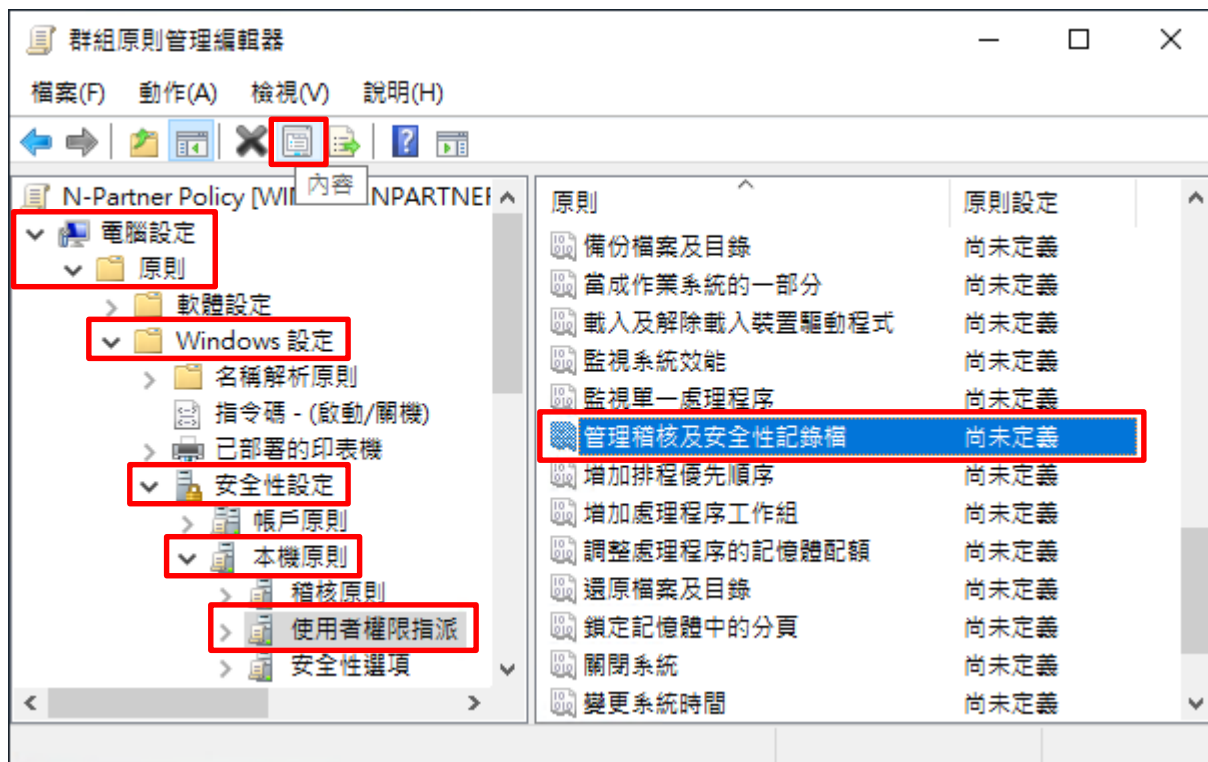 群組原則管理編輯器
檔案(F) 動作(A) 檢視(V) 說明(H)
內容
N-Partner Policy [WI NPARTNE
電腦設定
原則
軟體設定
Windows 設定
名稱解析原則
指令碼 - (啟動/關機)
已部署的印表機
安全性設定
帳戶原則
本機原則
稽核原則
使用者權限指派
安全性選項
原則 原則設定
備份檔案及目錄 尚未定義
當成作業系統的一部分 尚未定義
載入及解除載入裝置驅動程式 尚未定義
監視系統效能 尚未定義
監視單一處理程序 尚未定義
管理稽核及安全性記錄檔 尚未定義
增加排程優先順序 尚未定義
增加處理程序工作組 尚未定義
調整處理程序的記憶體配額 尚未定義
還原檔案及目錄 尚未定義
鎖定記憶體中的分頁 尚未定義
關閉系統 尚未定義
變更系統時間 尚未定義